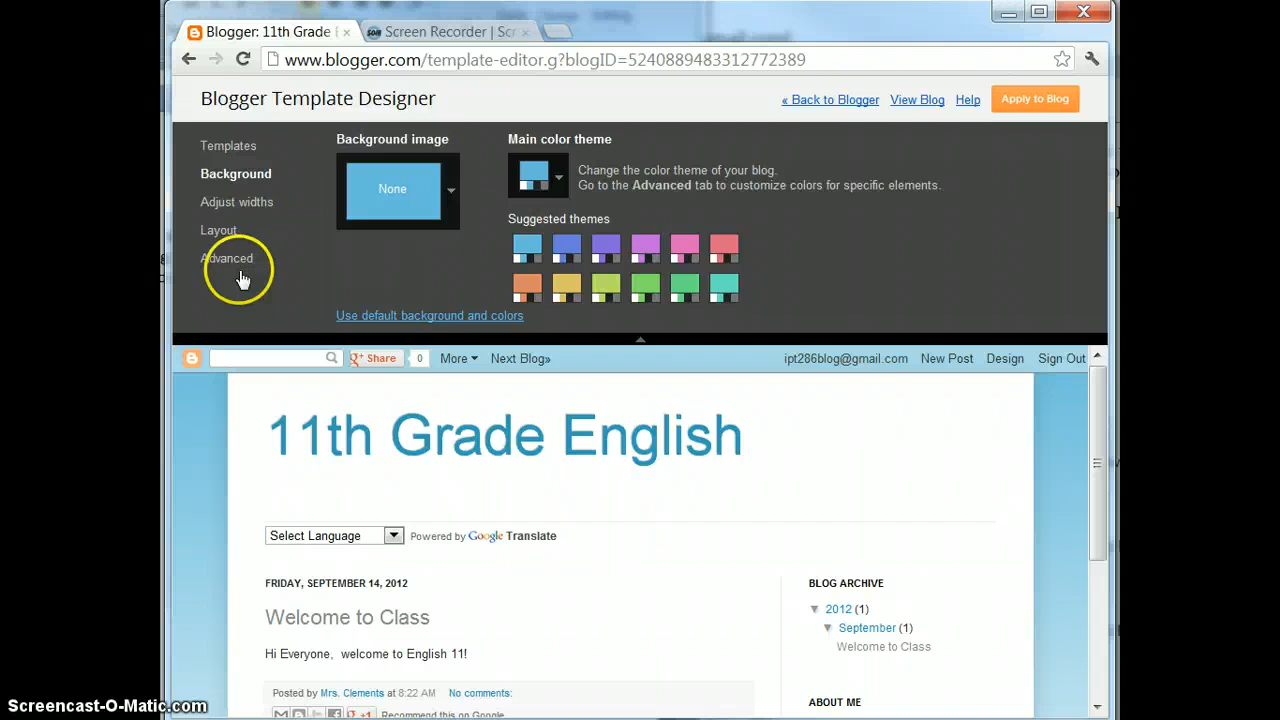 Blogger: 11th Grade E
Screen Recorder | Scr
www.blogger.com/template-editor.g?blogID=5240889483312772389
Blogger Template Designer
« Back to Blogger View Blog Help Apply to Blog
Templates
Background
Adjust widths
Layout
Advanced
Background image
None
Main color theme
Change the color theme of your blog.
Go to the Advanced tab to customize colors for specific elements.
Suggested themes
Use default background and colors
g+ Share 0 More Next Blog» ipt286blog@gmail.com New Post Design Sign Out
11th Grade English
Select Language Powered by Google Translate
FRIDAY, SEPTEMBER 14, 2012
Welcome to Class
Hi Everyone, welcome to English 11!
Posted by Mrs. Clements at 8:22 AM No comments:
g +1 Recommend this on Google
BLOG ARCHIVE
▼ 2012 (1)
▼ September (1)
Welcome to Class
ABOUT ME
Screencast-O-Matic.com